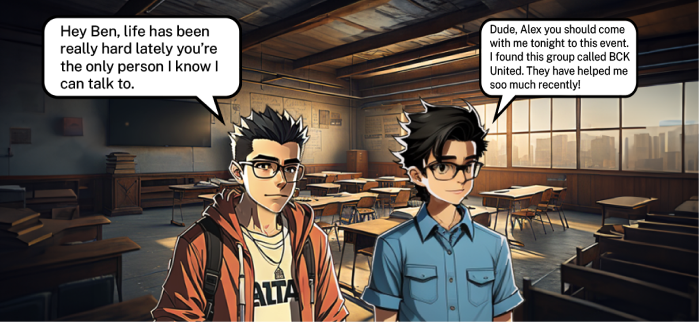 Hey Ben, life has been
really hard lately you're
the only person I know I
can talk to.
Dude, Alex you should come
with me tonight to this event.
I found this group called BCK
United. They have helped me
soo much recently!
ALTA